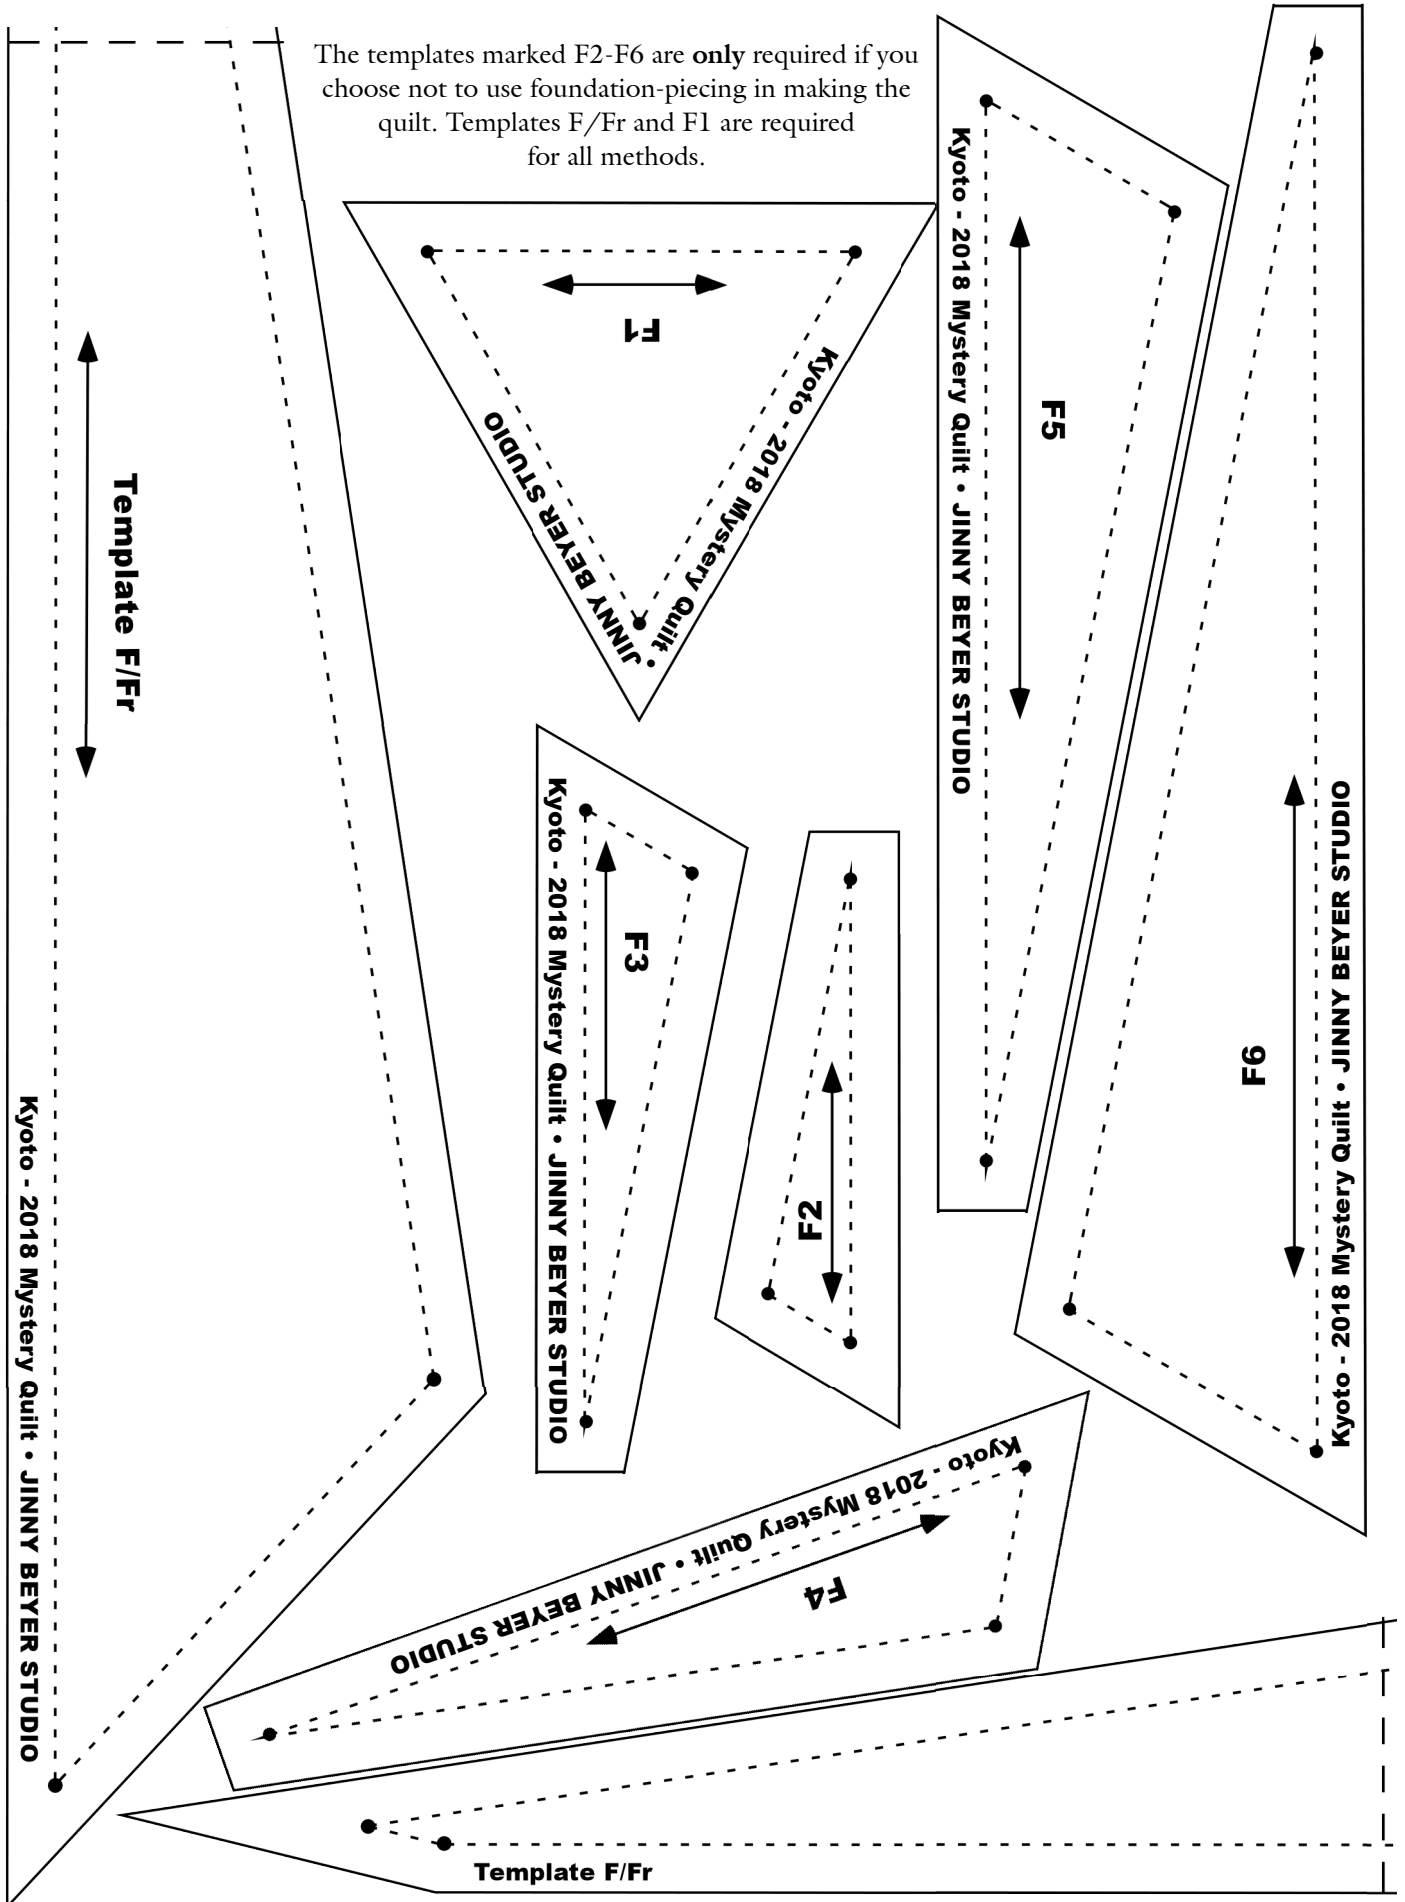 The templates marked F2-F6 are only required if you
choose not to use foundation-piecing in making the
quilt. Templates F/Fr and F1 are required
for all methods.
Template F/Fr
Kyoto - 2018 Mystery Quilt • JINNY BEYER STUDIO
F1
Kyoto - 2018 Mystery Quilt • JINNY BEYER STUDIO
F5
Kyoto - 2018 Mystery Quilt • JINNY BEYER STUDIO
F6
Kyoto - 2018 Mystery Quilt • JINNY BEYER STUDIO
F3
Kyoto - 2018 Mystery Quilt • JINNY BEYER STUDIO
F2
Kyoto - 2018 Mystery Quilt • JINNY BEYER STUDIO
F4
Template F/Fr